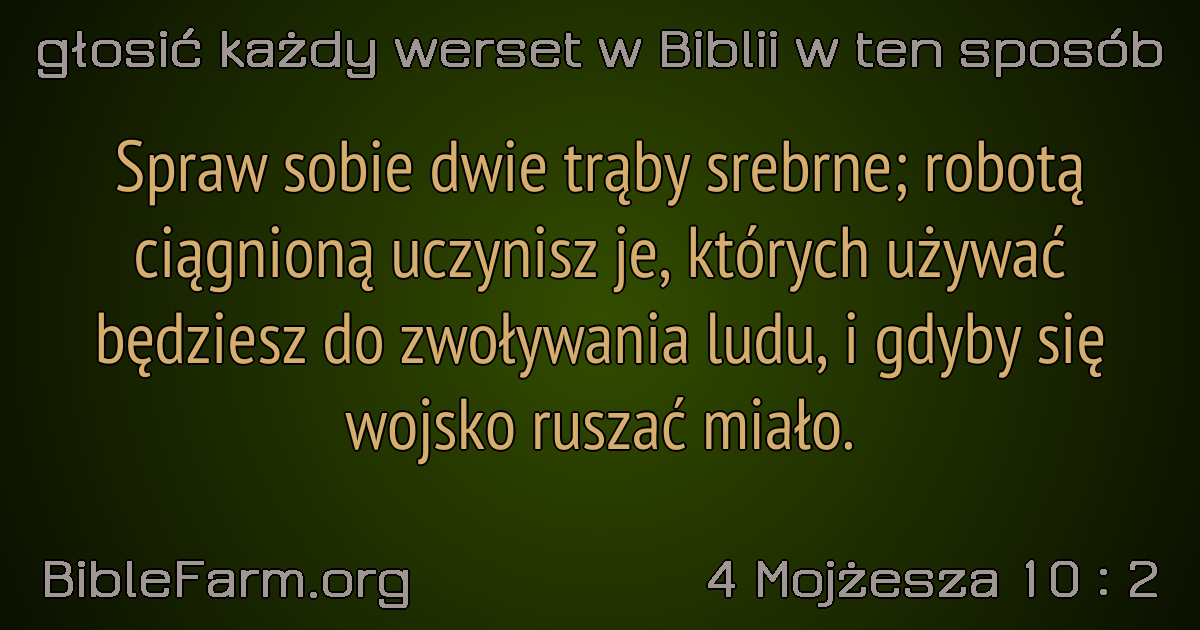 głosić każdy werset w Biblii w ten sposób
Spraw sobie dwie trąby srebrne; robotą
ciągnioną uczynisz je, których używać
będziesz do zwoływania ludu, i gdyby się
wojsko ruszać miało.
BibleFarm.org
4 Mojżesza 10 : 2